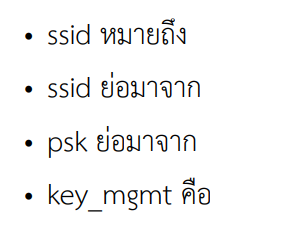 • ssid หมายถึง
• ssid ย่อมาจาก
• psk ย่อมาจาก
• key_mgmt คือ